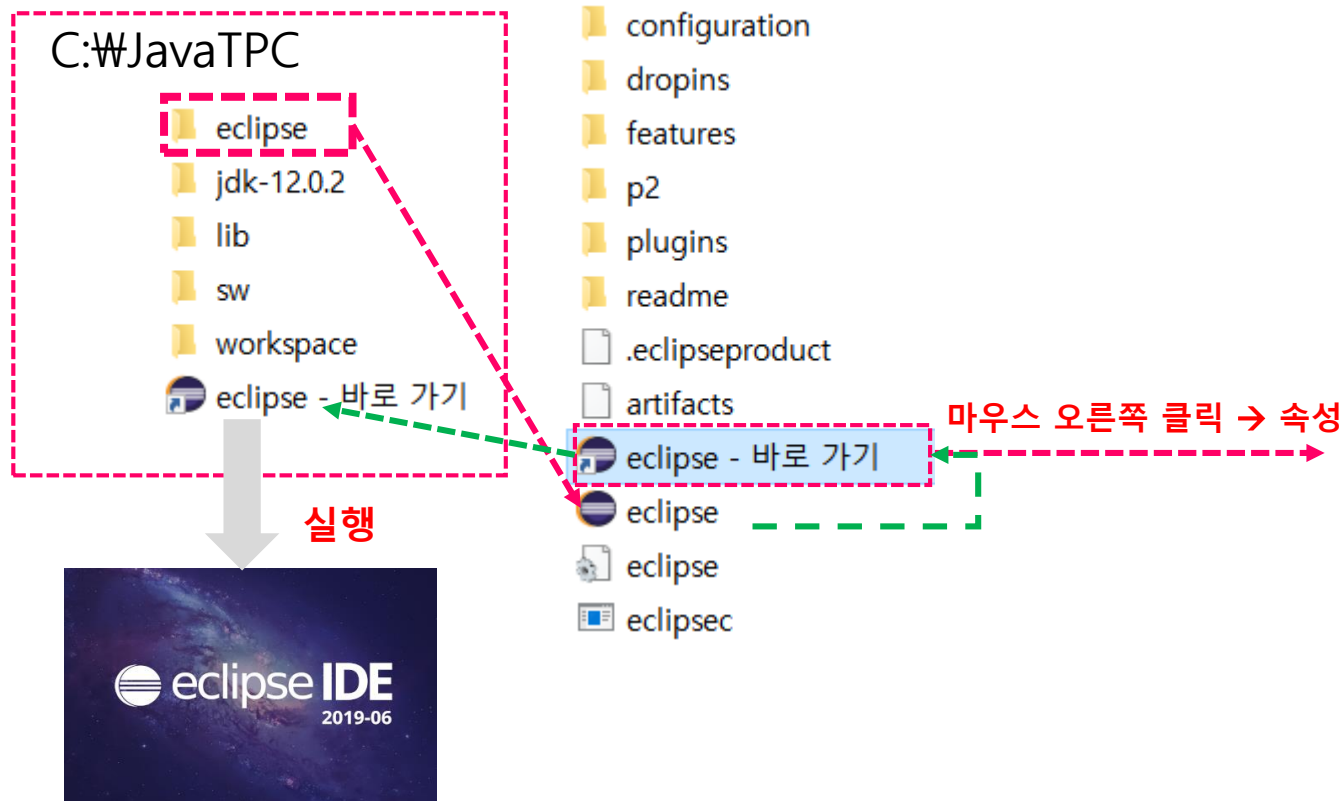 C:₩JavaTPC
eclipse
jdk-12.0.2
lib
sw
workspace
eclipse - 바로 가기
실행
eclipse IDE
2019-06
configuration
dropins
features
p2
plugins
readme
.eclipseproduct
artifacts
eclipse - 바로 가기
eclipse
eclipse
eclipsec
마우스 오른쪽 클릭 → 속성